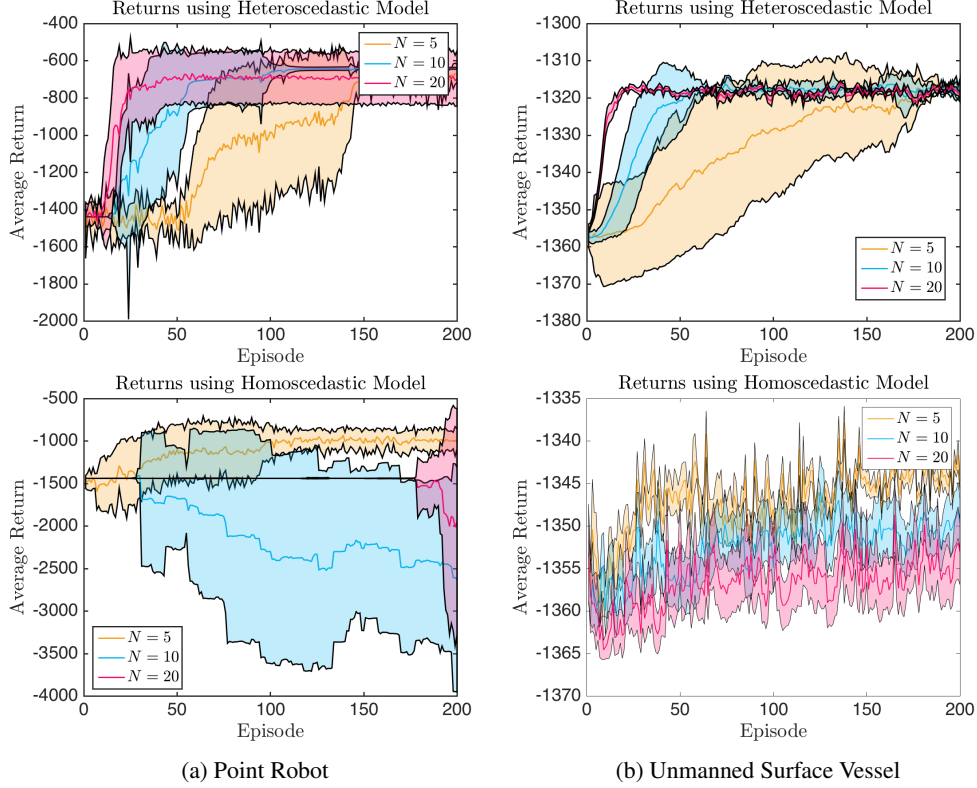 Returns using Heteroscedastic Model
-400
-600
-800
-1000
-1200
-1400
-1600
-1800
-2000
Average Return
0 50 100 150 200
Episode
N = 5
N = 10
N = 20
Returns using Heteroscedastic Model
-1300
-1310
-1320
-1330
-1340
-1350
-1360
-1370
-1380
Average Return
0 50 100 150 200
Episode
N = 5
N = 10
N = 20
Returns using Homoscedastic Model
-500
-1000
-1500
-2000
-2500
-3000
-3500
-4000
Average Return
0 50 100 150 200
Episode
N = 5
N = 10
N = 20
Returns using Homoscedastic Model
-1335
-1340
-1345
-1350
-1355
-1360
-1365
-1370
Average Return
0 50 100 150 200
Episode
N = 5
N = 10
N = 20
(a) Point Robot
(b) Unmanned Surface Vessel